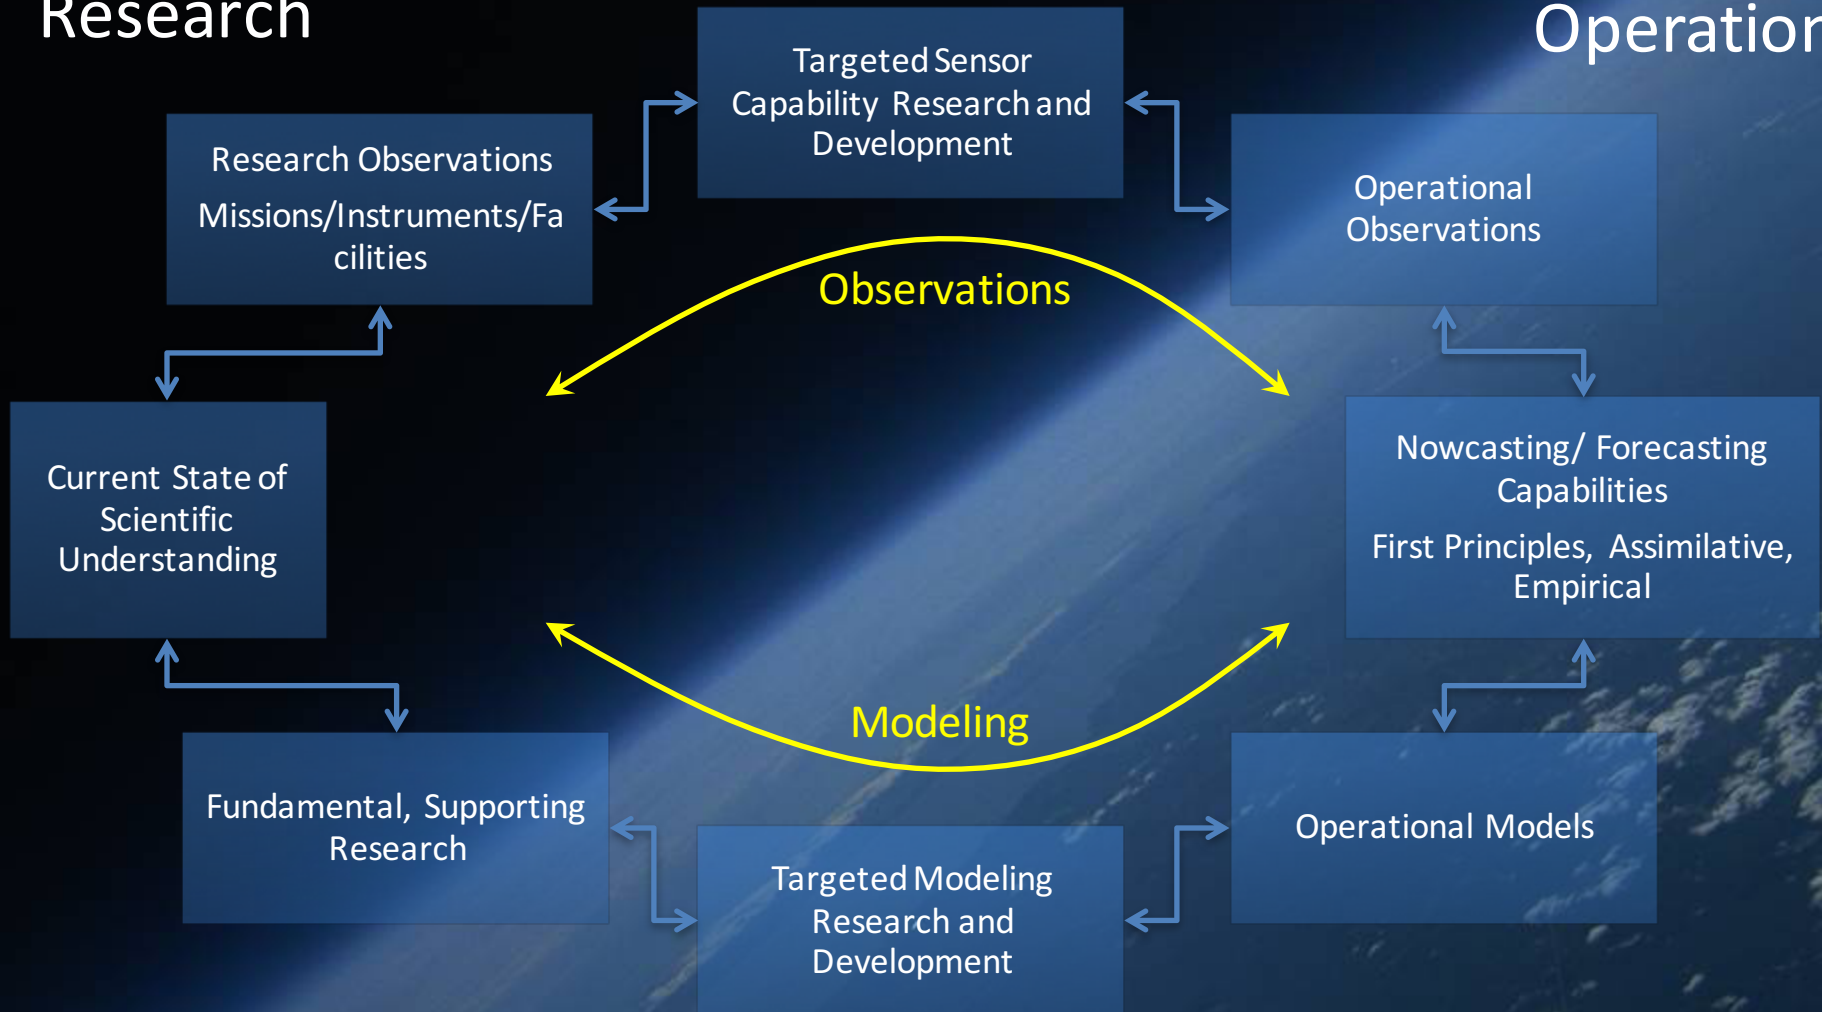 Research
Operation
Targeted Sensor
Capability Research and
Development
Research Observations
Missions/Instruments/Fa
cilities
Operational
Observations
Observations
Current State of
Scientific
Understanding
Nowcasting/ Forecasting
Capabilities
First Principles, Assimilative,
Empirical
Modeling
Fundamental, Supporting
Research
Targeted Modeling
Research and
Development
Operational Models